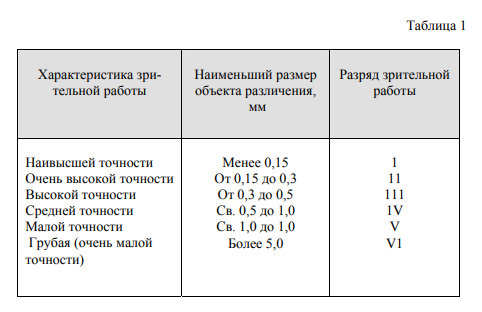 Таблица 1
Характеристика зри- Наименьший размер Разряд зрительной
тельной работы объекта различения, работы
мм
Наивысшей точности Менее 0,15 1
Очень высокой точности От 0,15 до 0,3 11
Высокой точности От 0,3 до 0,5 111
Средней точности Св. 0,5 до 1,0 1V
Малой точности Св. 1,0 до 1,0 V
Грубая (очень малой Более 5,0 V1
точности)